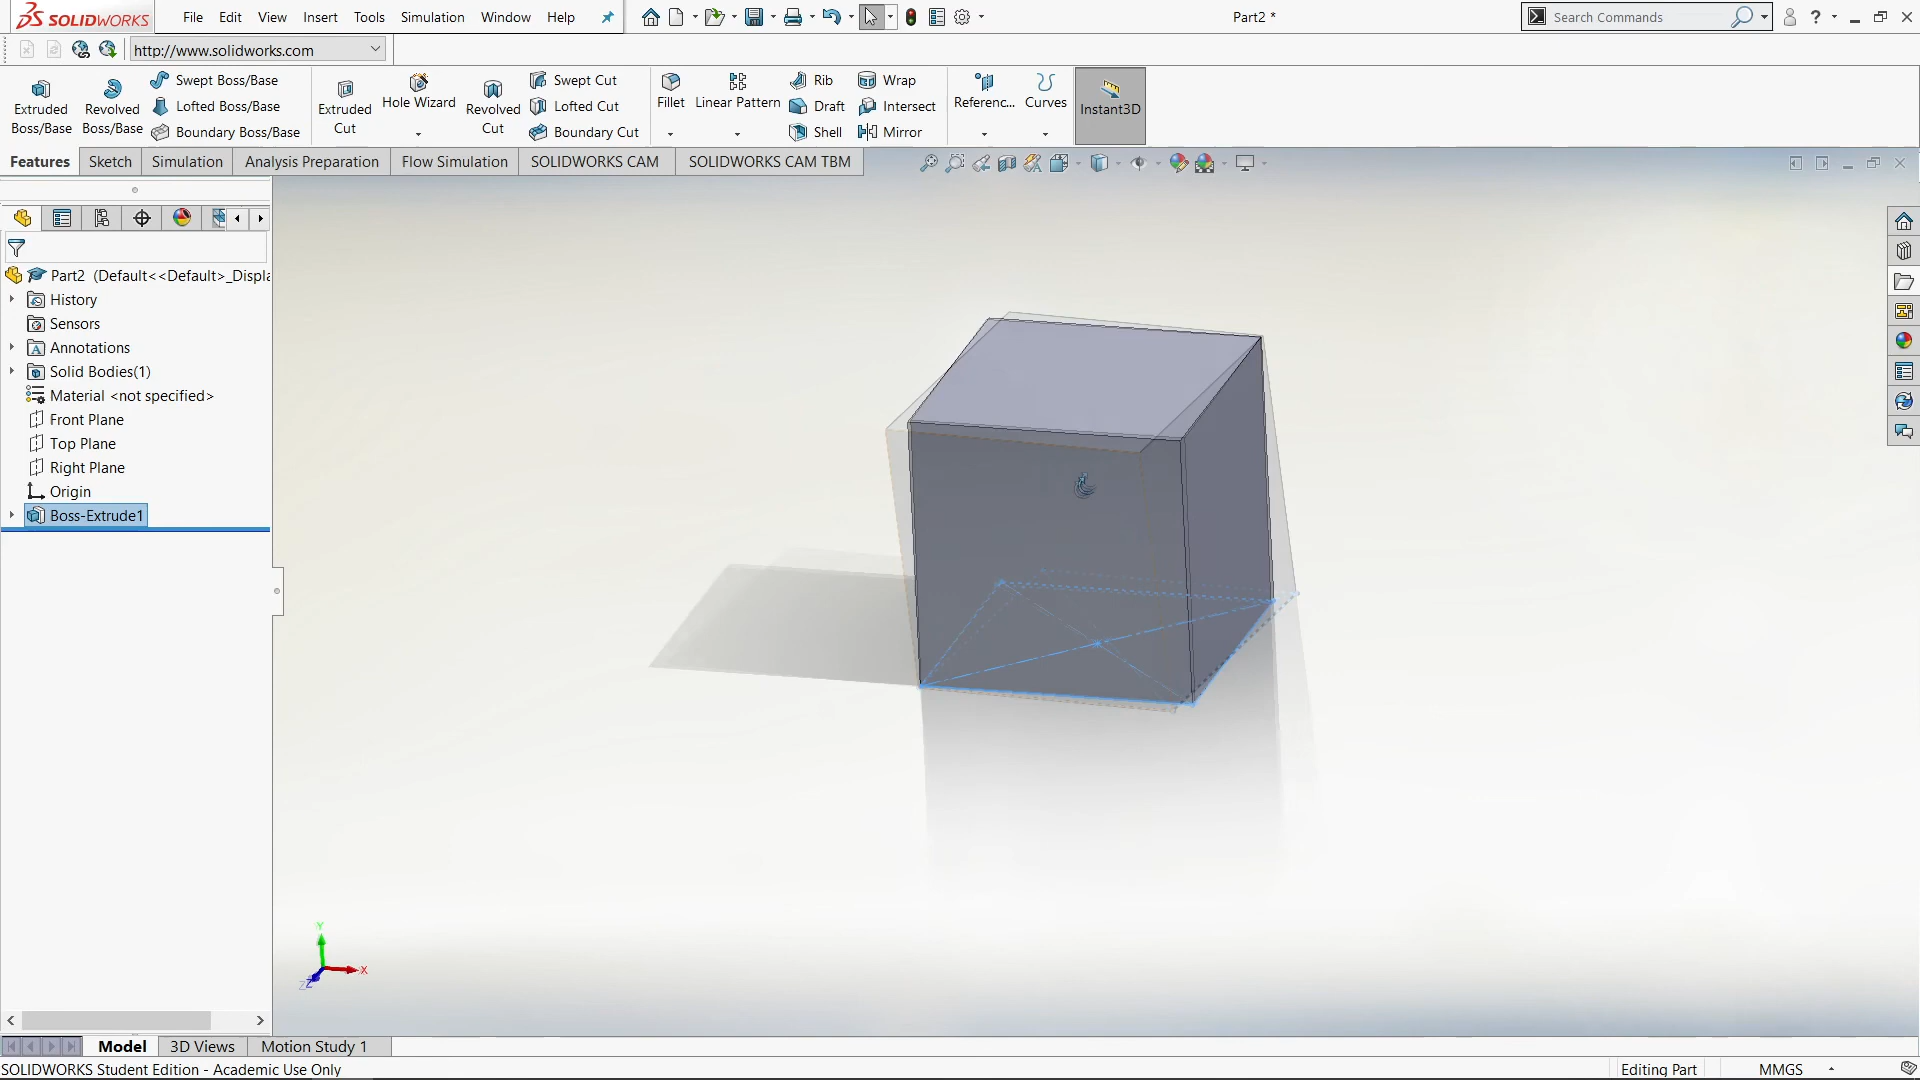 SOLIDWORKS File Edit View Insert Tools Simulation Window Help Part2 * Search Commands ?
http://www.solidworks.com
Extruded Boss/Base
Revolved Boss/Base
Swept Boss/Base
Lofted Boss/Base
Boundary Boss/Base
Extruded Cut
Hole Wizard
Revolved Cut
Swept Cut
Lofted Cut
Boundary Cut
Fillet
Linear Pattern
Rib
Draft
Shell
Wrap
Intersect
Mirror
Referenc...
Curves
Instant3D
Features Sketch Simulation Analysis Preparation Flow Simulation SOLIDWORKS CAM SOLIDWORKS CAM TBM
Part2 (Default<<Default>_Displa
History
Sensors
Annotations
Solid Bodies(1)
Material <not specified>
Front Plane
Top Plane
Right Plane
Origin
Boss-Extrude1
Y
X
Z
Model 3D Views Motion Study 1
SOLIDWORKS Student Edition - Academic Use Only Editing Part MMGS